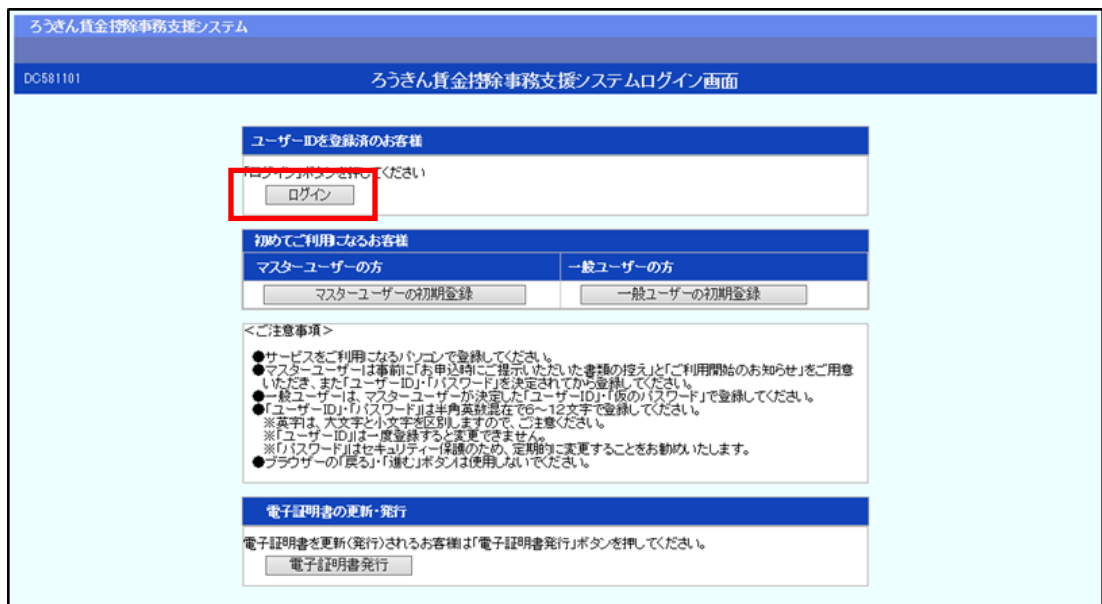 ろうきん賃金控除事務支援システム
DC581101
ろうきん賃金控除事務支援システムログイン画面
ユーザーIDを登録済のお客様
「ログイン」ボタンを押してください
ログイン
初めてご利用になるお客様
マスターユーザーの方
一般ユーザーの方
マスターユーザーの初期登録
一般ユーザーの初期登録
<ご注意事項>
●サービスをご利用になるパソコンで登録してください。
●マスターユーザーは事前に「お申込時にご提示いただいた書類の控え」と「ご利用開始のお知らせ」をご用意
いただき、また「ユーザーID」・「パスワード」を決定されてから登録してください。
●一般ユーザーは、マスターユーザーが決定した「ユーザーID」・「仮のパスワード」で登録してください。
●「ユーザーID」・「パスワード」は半角英数混在で6~12文字で登録してください。
※英字は、大文字と小文字を区別しますので、ご注意ください。
※「ユーザーID」は一度登録すると変更できません。
※「パスワード」はセキュリティー保護のため、定期的に変更することをお勧めいたします。
●ブラウザーの「戻る」・「進む」ボタンは使用しないでください。
電子証明書の更新・発行
電子証明書を更新(発行)されるお客様は「電子証明書発行」ボタンを押してください。
電子証明書発行